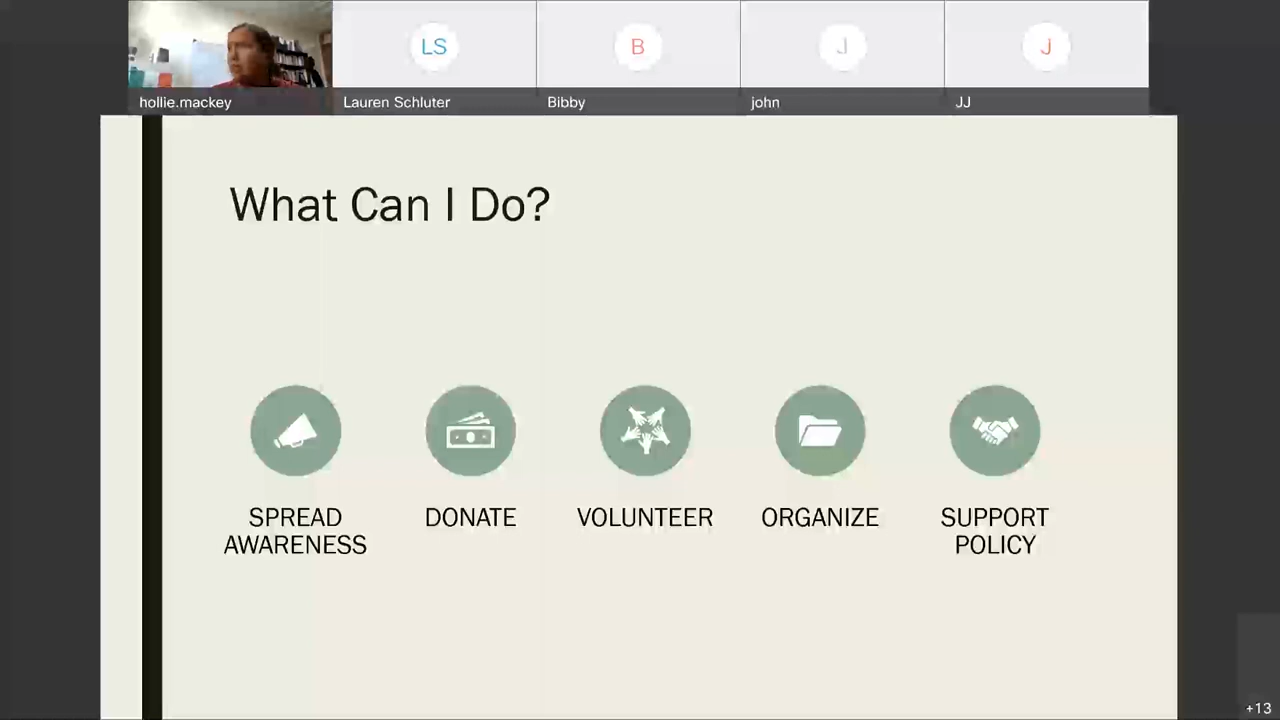 LS
B
J
J
hollie.mackey
Lauren Schluter
Bibby
john
JJ
What Can I Do?
SPREAD
AWARENESS
DONATE
VOLUNTEER
ORGANIZE
SUPPORT
POLICY
+13